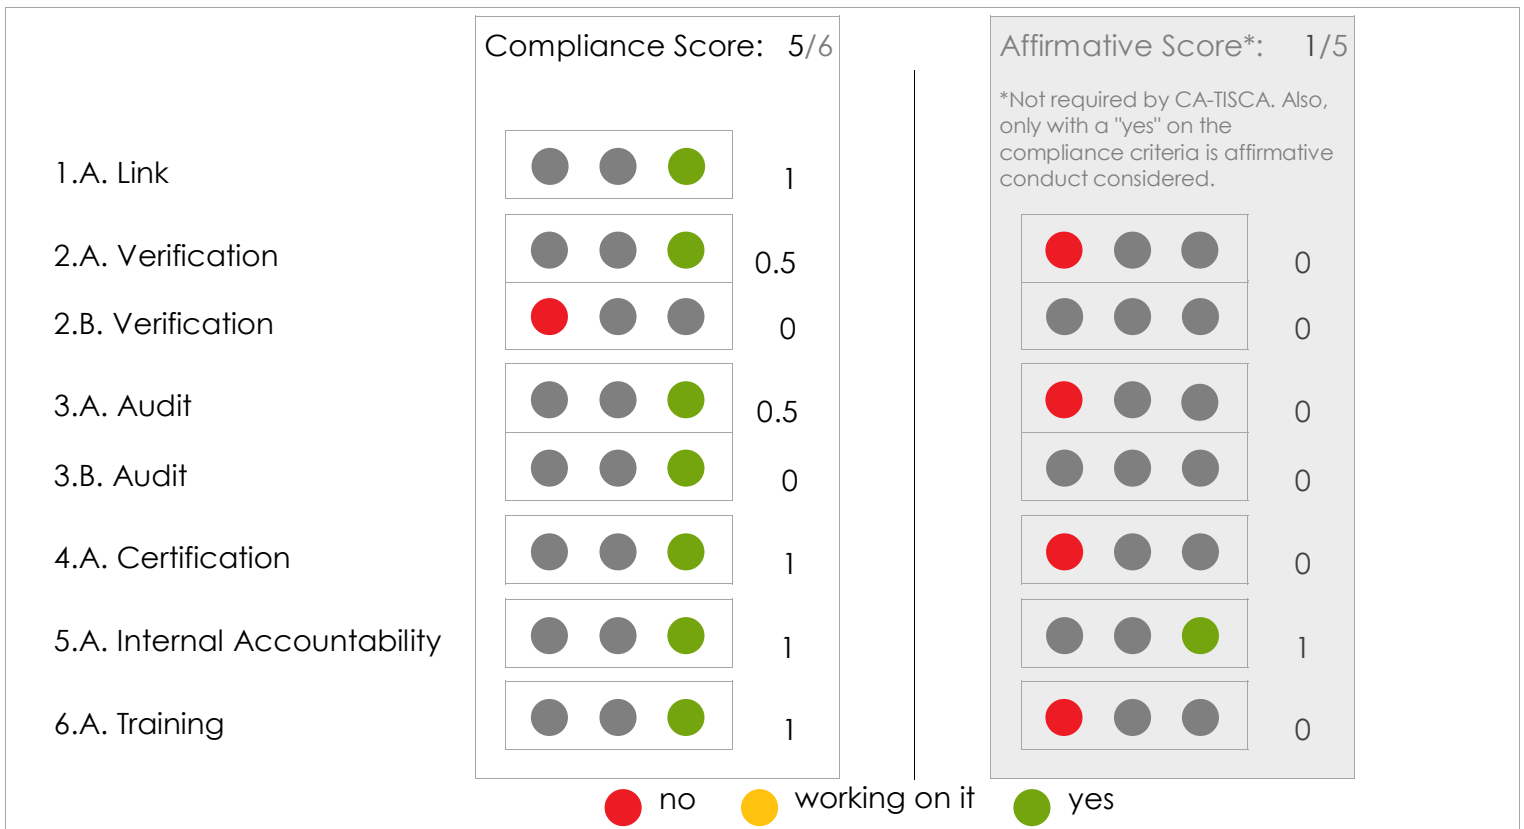 Compliance Score: 5/6
Affirmative Score*: 1/5
*Not required by CA-TISCA. Also,
only with a "yes" on the
compliance criteria is affirmative
conduct considered.
1.A. Link 1
2.A. Verification 0.5 0
2.B. Verification 0 0
3.A. Audit 0.5 0
3.B. Audit 0 0
4.A. Certification 1 0
5.A. Internal Accountability 1 1
6.A. Training 1 0
no working on it yes